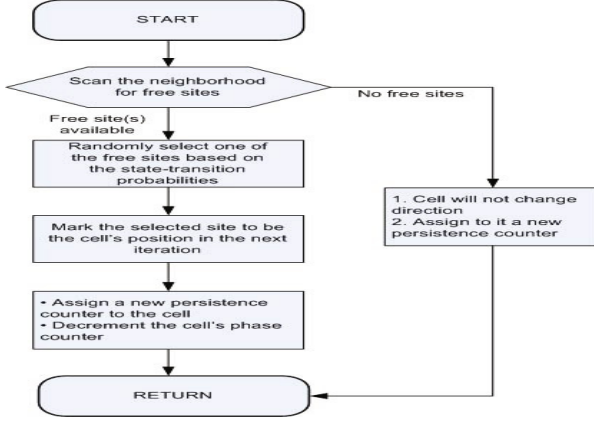 START
Scan the neighborhood
for free sites
No free sites
Free site(s)
available
Randomly select one of
the free sites based on
the state-transition
probabilities
1. Cell will not change
direction
2. Assign to it a new
persistence counter
Mark the selected site to be
the cell's position in the next
iteration
• Assign a new persistence
counter to the cell
• Decrement the cell's phase
counter
RETURN